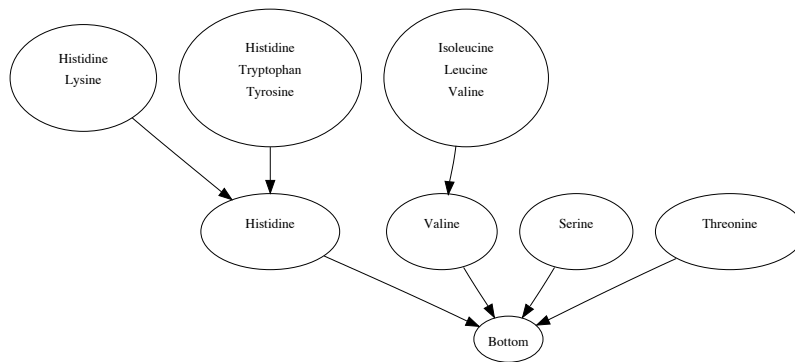 Histidine
Lysine
Histidine
Tryptophan
Tyrosine
Isoleucine
Leucine
Valine
Histidine
Valine
Serine
Threonine
Bottom